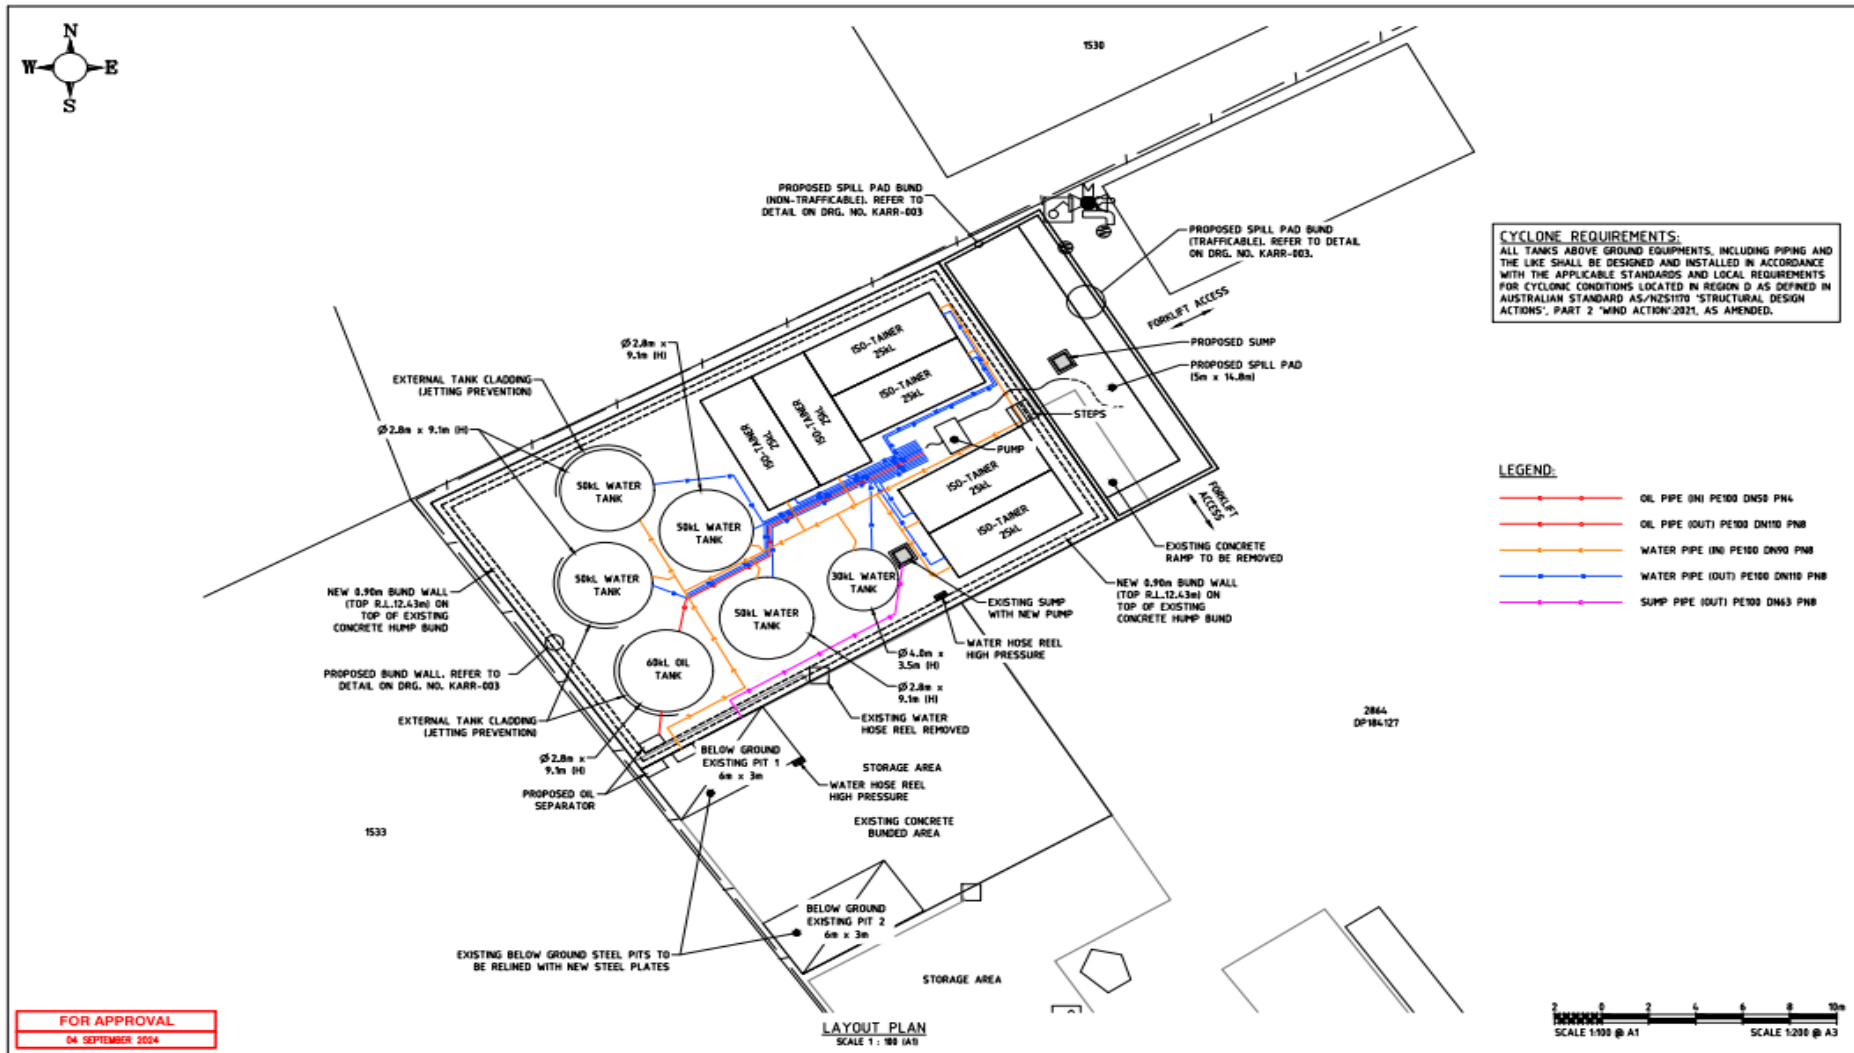 N
W E
S
1530
PROPOSED SPILL PAD BUND
(NON-TRAFFICABLE). REFER TO
DETAIL ON DRG. NO. KARR-003
PROPOSED SPILL PAD BUND
(TRAFFICABLE). REFER TO DETAIL
ON DRG. NO. KARR-003.
FORKLIFT ACCESS
CYCLONE REQUIREMENTS:
ALL TANKS ABOVE GROUND EQUIPMENTS, INCLUDING PIPING AND
THE LIKE SHALL BE DESIGNED AND INSTALLED IN ACCORDANCE
WITH THE APPLICABLE STANDARDS AND LOCAL REQUIREMENTS
FOR CYCLONIC CONDITIONS LOCATED IN REGION D AS DEFINED IN
AUSTRALIAN STANDARD AS/NZS1170 'STRUCTURAL DESIGN
ACTIONS', PART 2 'WIND ACTION':2021, AS AMENDED.
Ø2.8m x
9.1m (H)
EXTERNAL TANK CLADDING
(JETTING PREVENTION)
Ø2.8m x 9.1m (H)
ISO-TAINER
25kL
ISO-TAINER
25kL
ISO-TAINER
25kL
ISO-TAINER
25kL
PROPOSED SUMP
PROPOSED SPILL PAD
(5m x 14.8m)
STEPS
PUMP
50kL WATER
TANK
50kL WATER
TANK
ISO-TAINER
25kL
ISO-TAINER
25kL
FORKLIFT
ACCESS
EXISTING CONCRETE
RAMP TO BE REMOVED
LEGEND:
OIL PIPE (IN) PE100 DN50 PN4
OIL PIPE (OUT) PE100 DN110 PN8
WATER PIPE (IN) PE100 DN90 PN8
WATER PIPE (OUT) PE100 DN110 PN8
SUMP PIPE (OUT) PE100 DN63 PN8
50kL WATER
TANK
30kL WATER
TANK
50kL WATER
TANK
NEW 0.90m BUND WALL
(TOP R.L.12.43m) ON
TOP OF EXISTING
CONCRETE HUMP BUND
NEW 0.90m BUND WALL
(TOP R.L.12.43m) ON
TOP OF EXISTING
CONCRETE HUMP BUND
EXISTING SUMP
WITH NEW PUMP
WATER HOSE REEL
HIGH PRESSURE
Ø4.0m x
3.5m (H)
Ø2.8m x
9.1m (H)
60kL OIL
TANK
PROPOSED BUND WALL. REFER TO
DETAIL ON DRG. NO. KARR-003
EXTERNAL TANK CLADDING
(JETTING PREVENTION)
EXISTING WATER
HOSE REEL REMOVED
2864
DP184127
Ø2.8m x
9.1m (H)
BELOW GROUND
EXISTING PIT 1
6m x 3m
STORAGE AREA
WATER HOSE REEL
HIGH PRESSURE
PROPOSED OIL
SEPARATOR
1533
EXISTING CONCRETE
BUNDED AREA
BELOW GROUND
EXISTING PIT 2
6m x 3m
EXISTING BELOW GROUND STEEL PITS TO
BE RELINED WITH NEW STEEL PLATES
STORAGE AREA
FOR APPROVAL
04 SEPTEMBER 2024
LAYOUT PLAN
SCALE 1 : 100 (A1)
2 0 2 4 6 8 10m
SCALE 1:100 @ A1 SCALE 1:200 @ A3